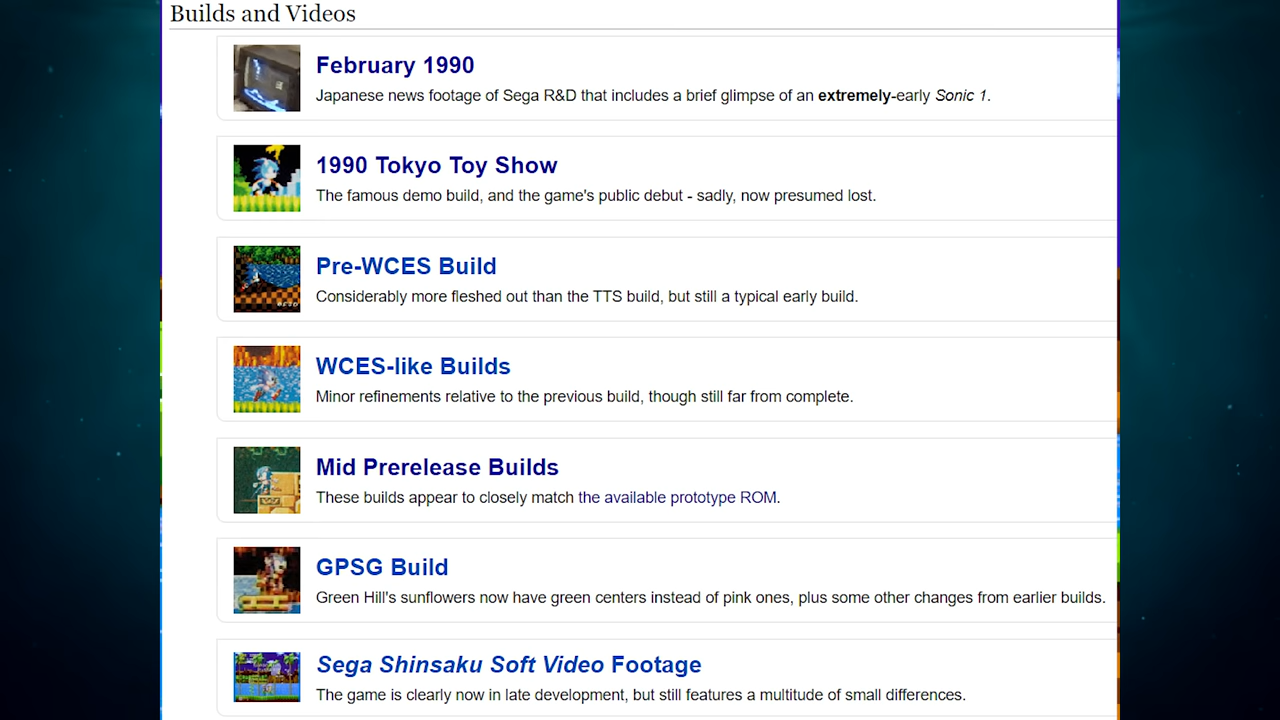 Builds and Videos
February 1990
Japanese news footage of Sega R&D that includes a brief glimpse of an extremely-early Sonic 1.
1990 Tokyo Toy Show
The famous demo build, and the game's public debut - sadly, now presumed lost.
Pre-WCES Build
Considerably more fleshed out than the TTS build, but still a typical early build.
WCES-like Builds
Minor refinements relative to the previous build, though still far from complete.
Mid Prerelease Builds
These builds appear to closely match the available prototype ROM.
GPSG Build
Green Hill's sunflowers now have green centers instead of pink ones, plus some other changes from earlier builds.
Sega Shinsaku Soft Video Footage
The game is clearly now in late development, but still features a multitude of small differences.